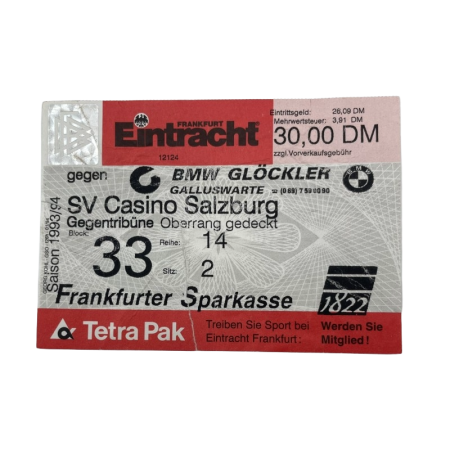 FRANKFURT
Eintracht
12124
Eintrittsgeld: 26,09 DM
Mehrwertsteuer: 3,91 DM
30,00 DM
zzgl. Vorverkaufsgebühr
gegen:
BMW GLÖCKLER
GALLUSWARTE
BMW
SV Casino Salzburg
Gegentribüne Oberrang gedeckt
Saison 1993/94
Block: 33
Reihe: 14
Sitz: 2
Frankfurter Sparkasse
1822
Tetra Pak
Treiben Sie Sport bei
Eintracht Frankfurt:
Werden Sie
Mitglied!